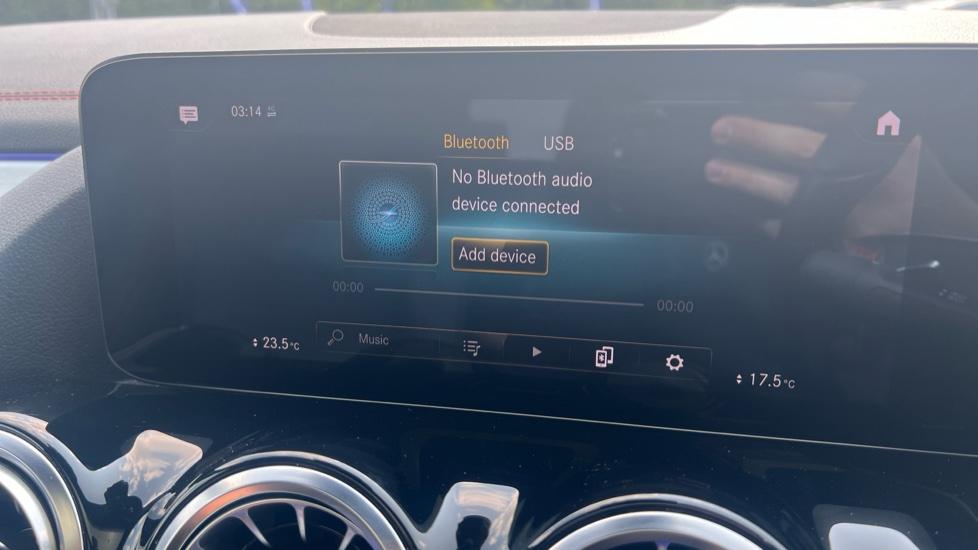 03:14
Bluetooth USB
No Bluetooth audio
device connected
Add device
00:00 00:00
Music
23.5°C
17.5°C